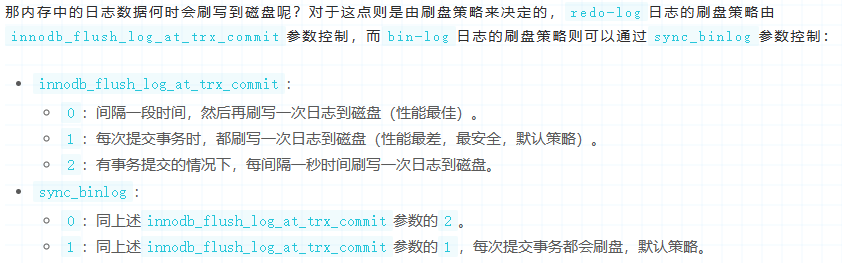 那内存中的日志数据何时会刷写到磁盘呢？对于这点则是由刷盘策略来决定的，redo-log 日志的刷盘策略由
innodb_flush_log_at_trx_commit 参数控制，而 bin-log 日志的刷盘策略则可以通过 sync_binlog 参数控制：
• innodb_flush_log_at_trx_commit：
◦ 0：间隔一段时间，然后再刷写一次日志到磁盘（性能最佳）。
◦ 1：每次提交事务时，都刷写一次日志到磁盘（性能最差，最安全，默认策略）。
◦ 2：有事务提交的情况下，每间隔一秒时间刷写一次日志到磁盘。
• sync_binlog：
◦ 0：同上述 innodb_flush_log_at_trx_commit 参数的 2。
◦ 1：同上述 innodb_flush_log_at_trx_commit 参数的 1，每次提交事务都会刷盘，默认策略。